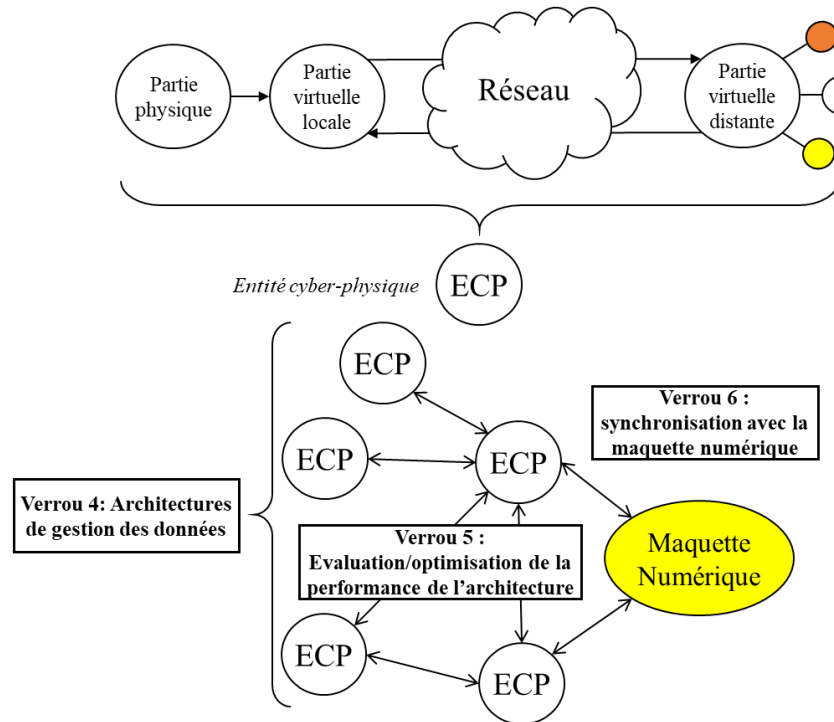 Partie
physique
Partie
virtuelle
locale
Réseau
Partie
virtuelle
distante
Entité cyber-physique
ECP
ECP
Verrou 6 :
synchronisation avec la
maquette numérique
ECP
ECP
Verrou 4: Architectures
de gestion des données
Verrou 5 :
Evaluation/optimisation de la
performance de l’architecture
Maquette
Numérique
ECP
ECP